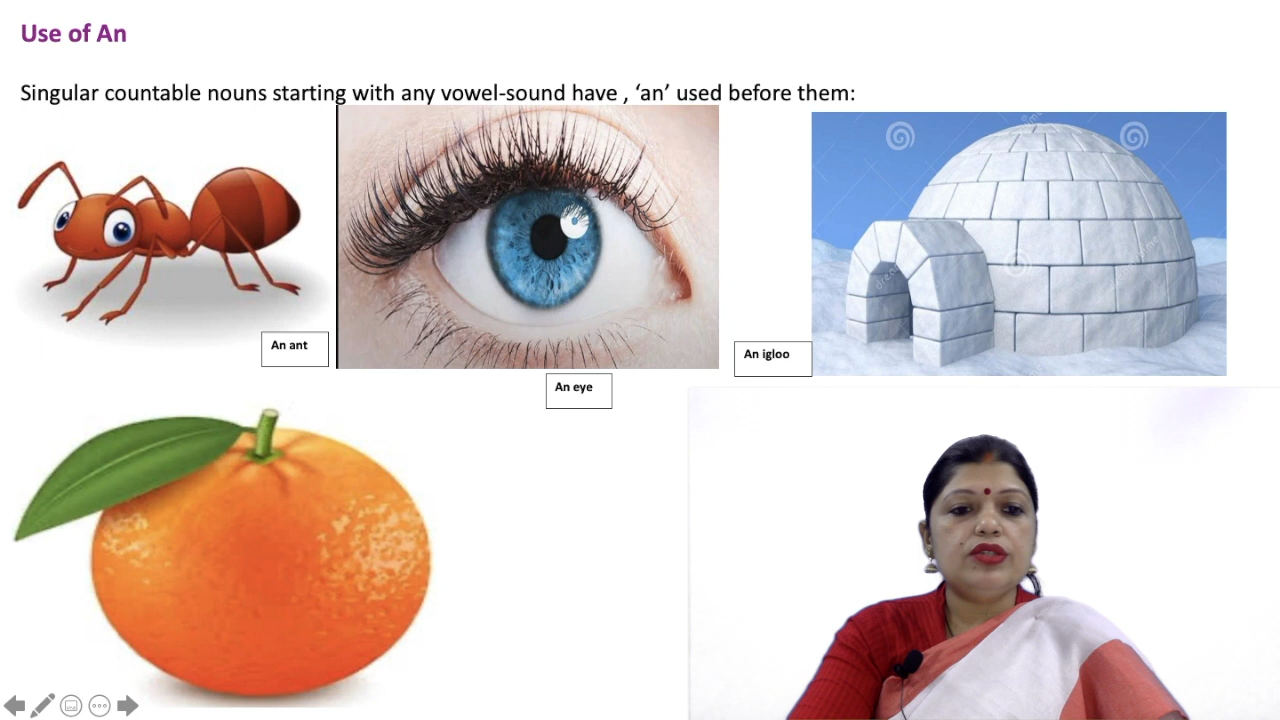 Use of An
Singular countable nouns starting with any vowel-sound have , ‘an’ used before them:
An ant
An eye
An igloo